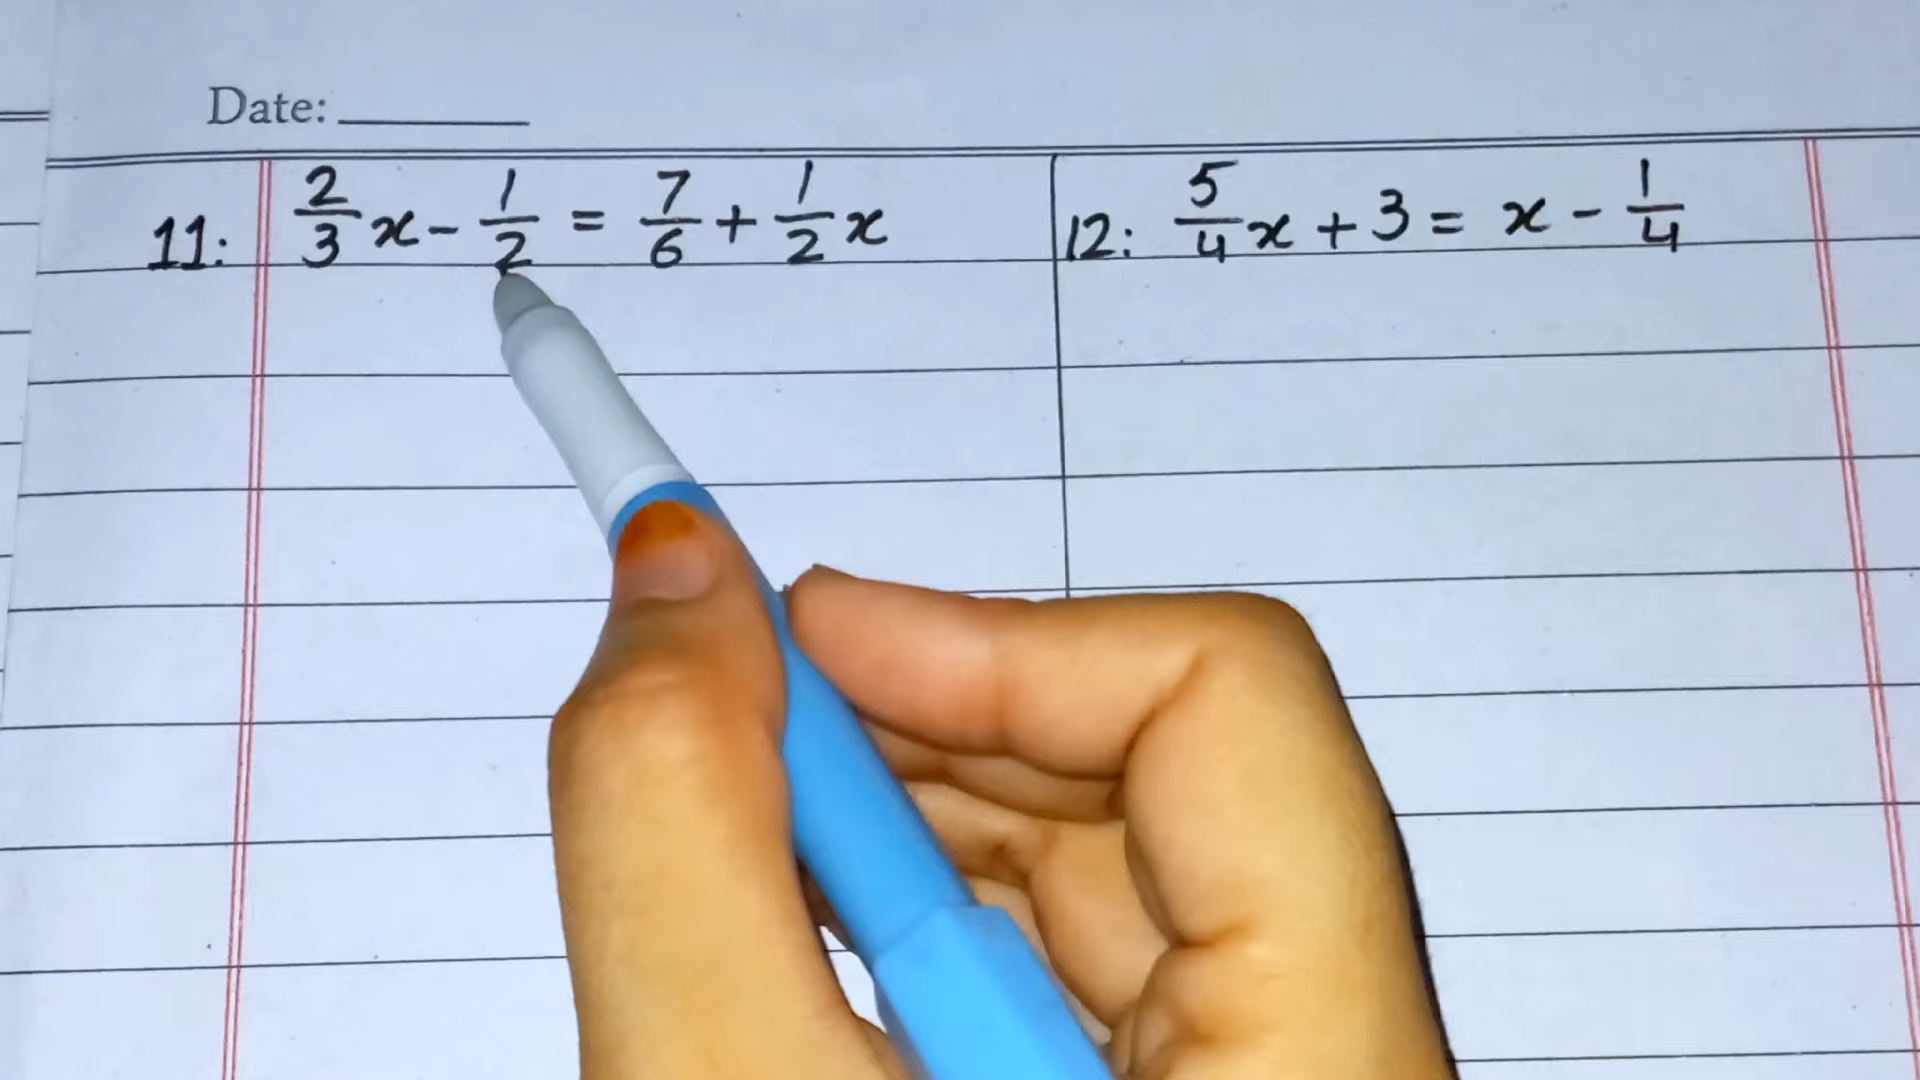 Date: ________
11: 2/3 x - 1/2 = 7/6 + 1/2 x
12: 5/4 x + 3 = x - 1/4